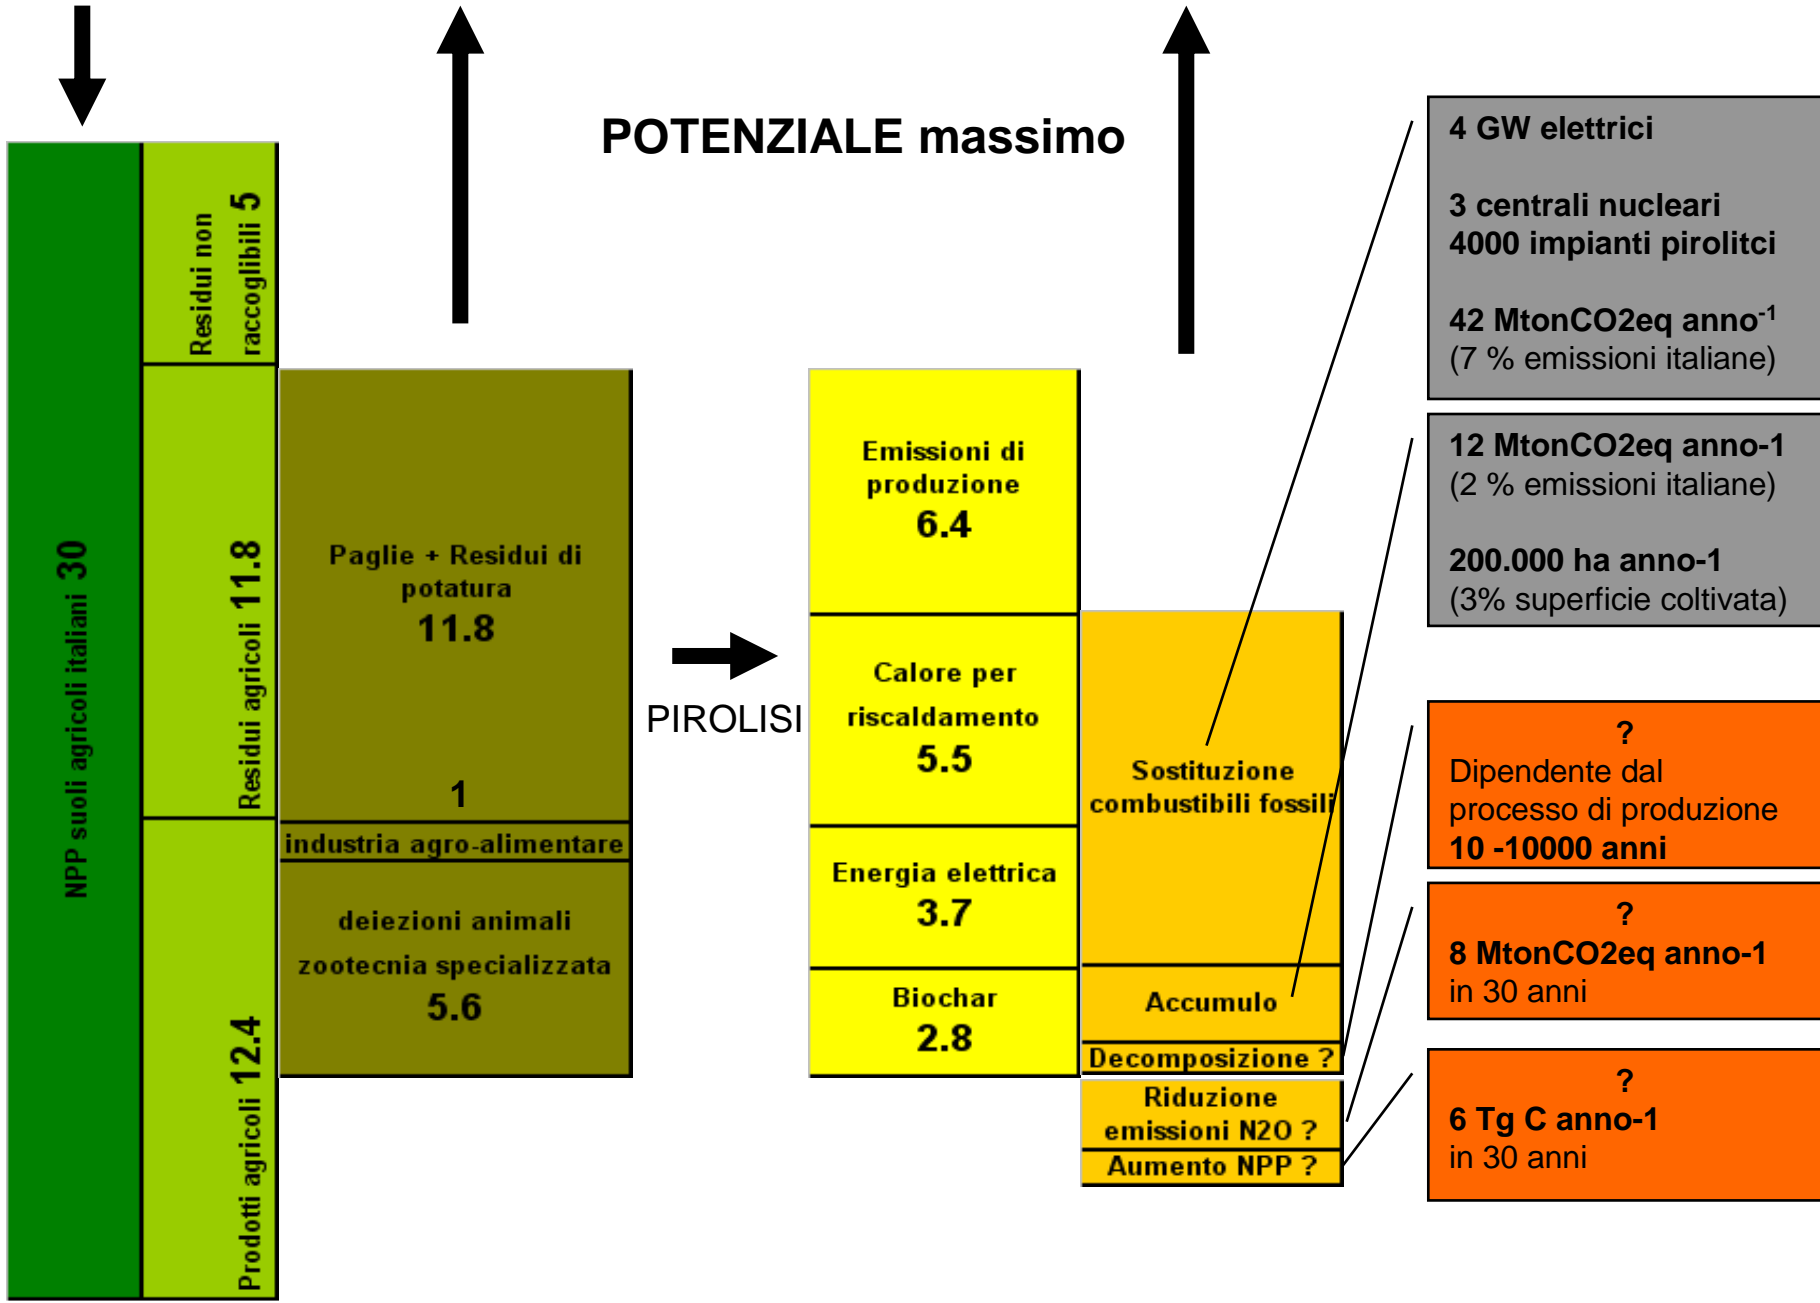 POTENZIALE massimo
NPP suoli agricoli italiani 30
Residui non
raccoglibili 5
Residui agricoli 11.8
Prodotti agricoli 12.4
Paglie + Residui di
potatura
11.8
1
industria agro-alimentare
deiezioni animali
zootecnia specializzata
5.6
PIROLISI
Emissioni di
produzione
6.4
Calore per
riscaldamento
5.5
Energia elettrica
3.7
Biochar
2.8
Sostituzione
combustibili fossili
Accumulo
Decomposizione ?
Riduzione
emissioni N2O ?
Aumento NPP ?
4 GW elettrici
3 centrali nucleari
4000 impianti pirolitci
42 MtonCO2eq anno⁻¹
(7 % emissioni italiane)
12 MtonCO2eq anno-1
(2 % emissioni italiane)
200.000 ha anno-1
(3% superficie coltivata)
?
Dipendente dal
processo di produzione
10 -10000 anni
?
8 MtonCO2eq anno-1
in 30 anni
?
6 Tg C anno-1
in 30 anni